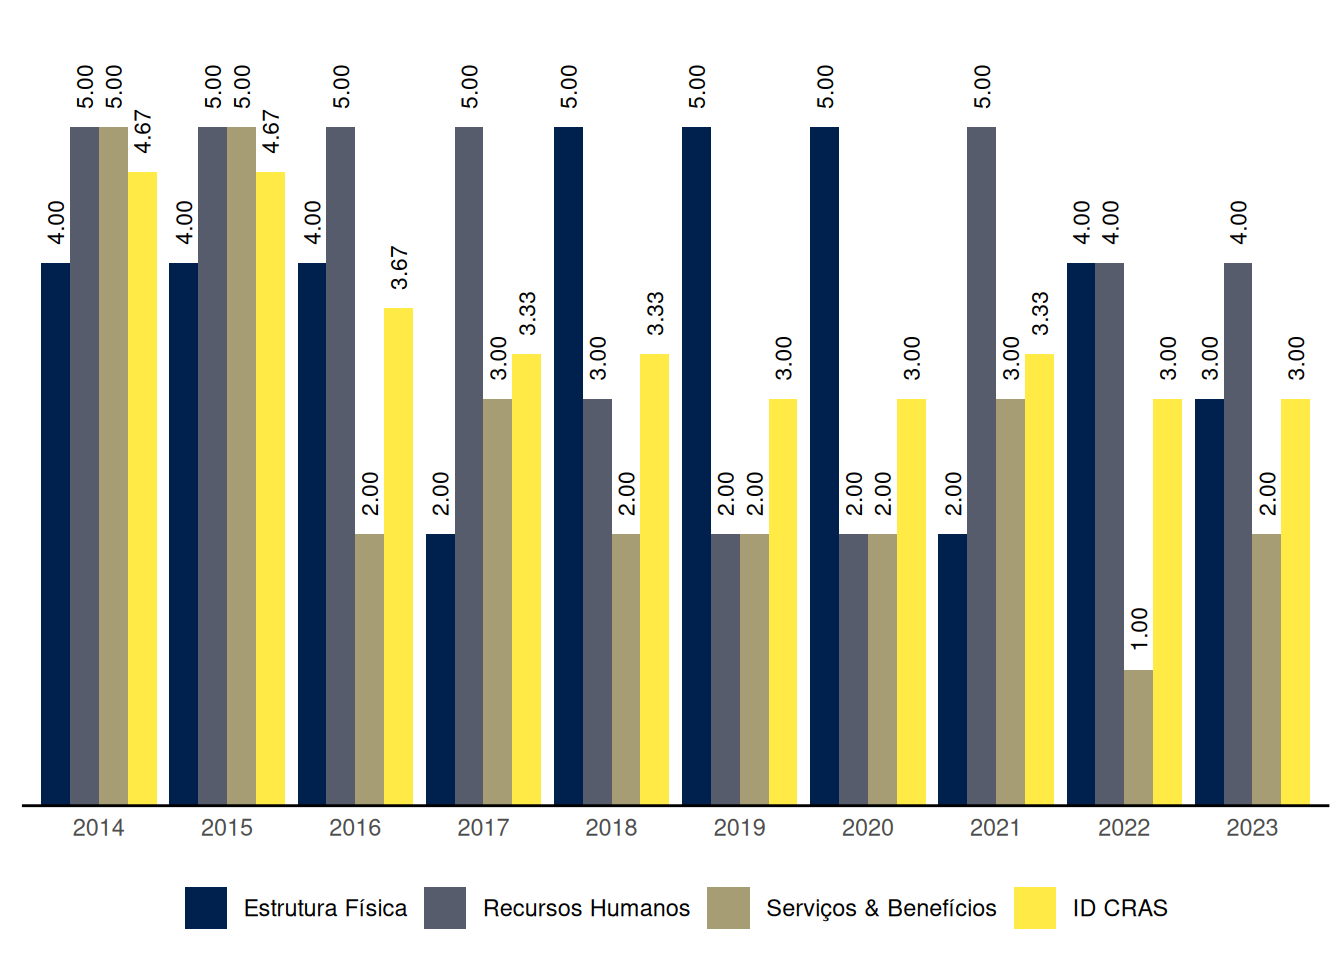 4.00 5.00 5.00 4.67
4.00 5.00 5.00 4.67
4.00 5.00 2.00 3.67
2.00 5.00 3.00 3.33
5.00 3.00 2.00 3.33
5.00 2.00 2.00 3.00
5.00 2.00 2.00 3.00
2.00 5.00 3.00 3.33
4.00 4.00 1.00 3.00
3.00 4.00 2.00 3.00
2014 2015 2016 2017 2018 2019 2020 2021 2022 2023
Estrutura Física Recursos Humanos Serviços & Benefícios ID CRAS